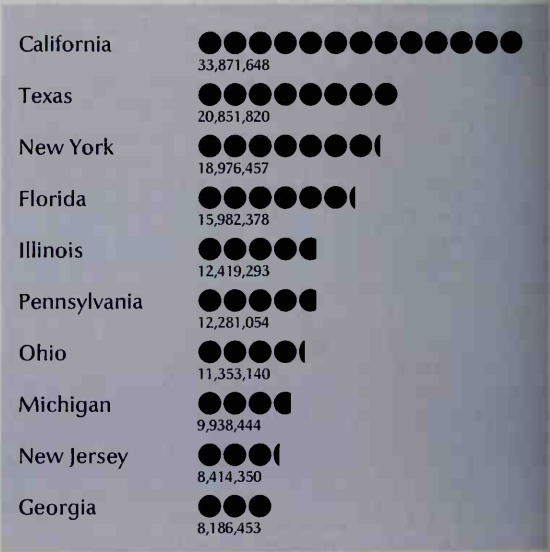 California
33,871,648
Texas
20,851,820
New York
18,976,457
Florida
15,982,378
Illinois
12,419,293
Pennsylvania
12,281,054
Ohio
11,353,140
Michigan
9,938,444
New Jersey
8,414,350
Georgia
8,186,453